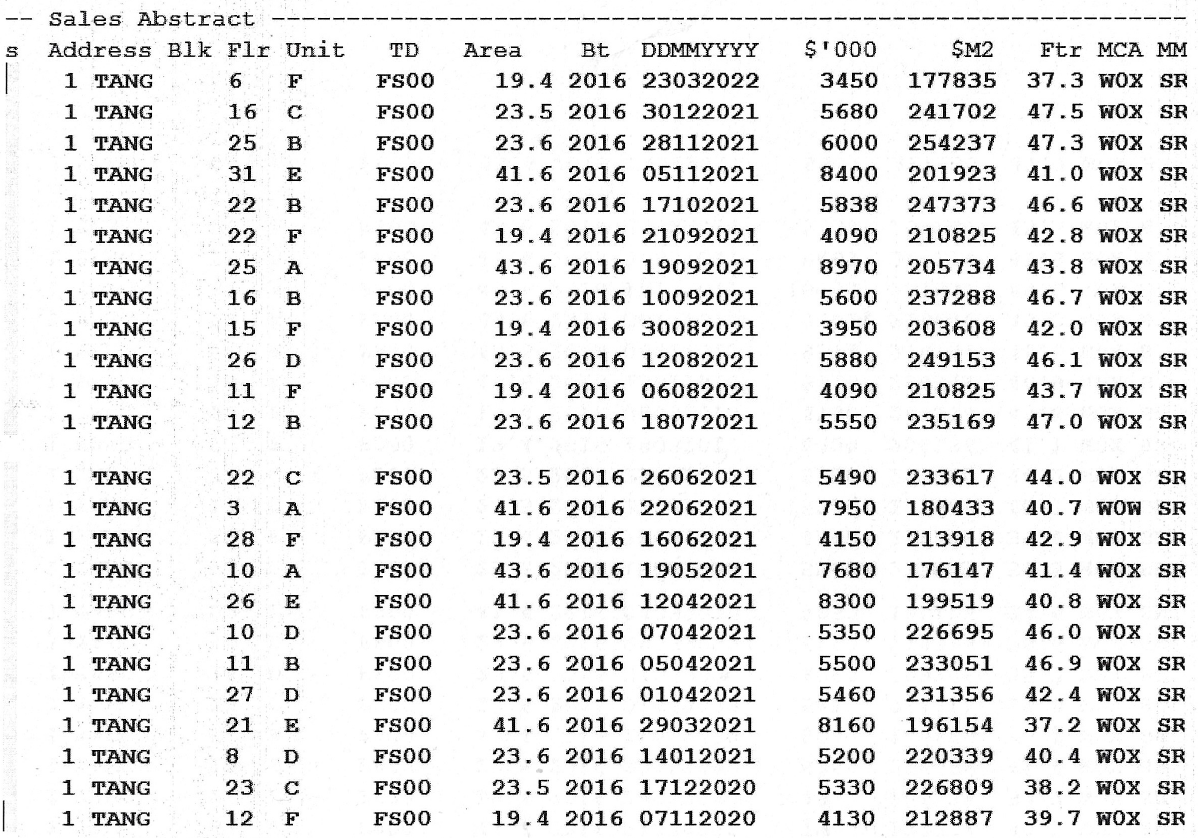 -- Sales Abstract --------------------------------------------------------------
s Address Blk Flr Unit TD Area Bt DDMMYYYY $'000 $M2 Ftr MCA MM
1 TANG 6 F FS00 19.4 2016 23032022 3450 177835 37.3 WOX SR
1 TANG 16 C FS00 23.5 2016 30122021 5680 241702 47.5 WOX SR
1 TANG 25 B FS00 23.6 2016 28112021 6000 254237 47.3 WOX SR
1 TANG 31 E FS00 41.6 2016 05112021 8400 201923 41.0 WOX SR
1 TANG 22 B FS00 23.6 2016 17102021 5838 247373 46.6 WOX SR
1 TANG 22 F FS00 19.4 2016 21092021 4090 210825 42.8 WOX SR
1 TANG 25 A FS00 43.6 2016 19092021 8970 205734 43.8 WOX SR
1 TANG 16 B FS00 23.6 2016 10092021 5600 237288 46.7 WOX SR
1 TANG 15 F FS00 19.4 2016 30082021 3950 203608 42.0 WOX SR
1 TANG 26 D FS00 23.6 2016 12082021 5880 249153 46.1 WOX SR
1 TANG 11 F FS00 19.4 2016 06082021 4090 210825 43.7 WOX SR
1 TANG 12 B FS00 23.6 2016 18072021 5550 235169 47.0 WOX SR
1 TANG 22 C FS00 23.5 2016 26062021 5490 233617 44.0 WOX SR
1 TANG 3 A FS00 41.6 2016 22062021 7950 180433 40.7 WOW SR
1 TANG 28 F FS00 19.4 2016 16062021 4150 213918 42.9 WOX SR
1 TANG 10 A FS00 43.6 2016 19052021 7680 176147 41.4 WOX SR
1 TANG 26 E FS00 41.6 2016 12042021 8300 199519 40.8 WOX SR
1 TANG 10 D FS00 23.6 2016 07042021 5350 226695 46.0 WOX SR
1 TANG 11 B FS00 23.6 2016 05042021 5500 233051 46.9 WOX SR
1 TANG 27 D FS00 23.6 2016 01042021 5460 231356 42.4 WOX SR
1 TANG 21 E FS00 41.6 2016 29032021 8160 196154 37.2 WOX SR
1 TANG 8 D FS00 23.6 2016 14012021 5200 220339 40.4 WOX SR
1 TANG 23 C FS00 23.5 2016 17122020 5330 226809 38.2 WOX SR
1 TANG 12 F FS00 19.4 2016 07112020 4130 212887 39.7 WOX SR